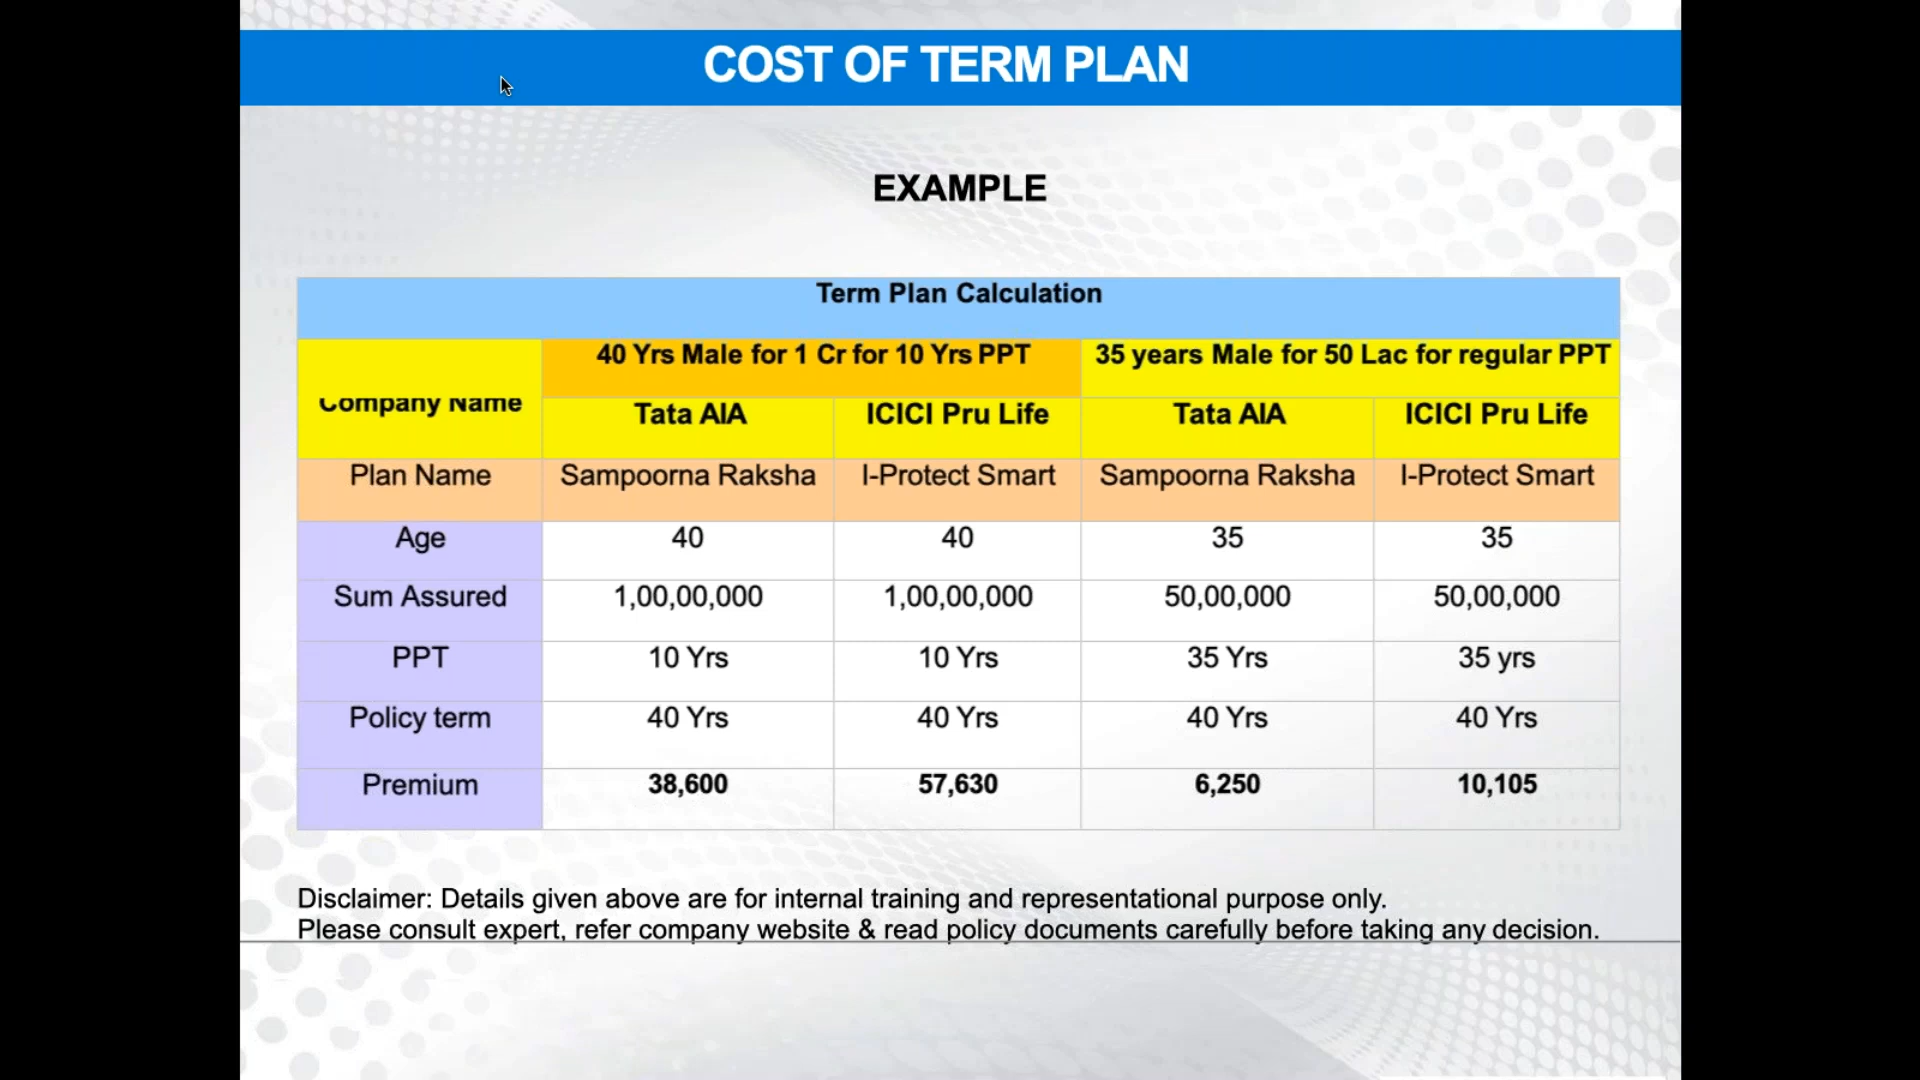 COST OF TERM PLAN
EXAMPLE
Term Plan Calculation
40 Yrs Male for 1 Cr for 10 Yrs PPT 35 years Male for 50 Lac for regular PPT
Company Name Tata AIA ICICI Pru Life Tata AIA ICICI Pru Life
Plan Name Sampoorna Raksha I-Protect Smart Sampoorna Raksha I-Protect Smart
Age 40 40 35 35
Sum Assured 1,00,00,000 1,00,00,000 50,00,000 50,00,000
PPT 10 Yrs 10 Yrs 35 Yrs 35 yrs
Policy term 40 Yrs 40 Yrs 40 Yrs 40 Yrs
Premium 38,600 57,630 6,250 10,105
Disclaimer: Details given above are for internal training and representational purpose only.
Please consult expert, refer company website & read policy documents carefully before taking any decision.